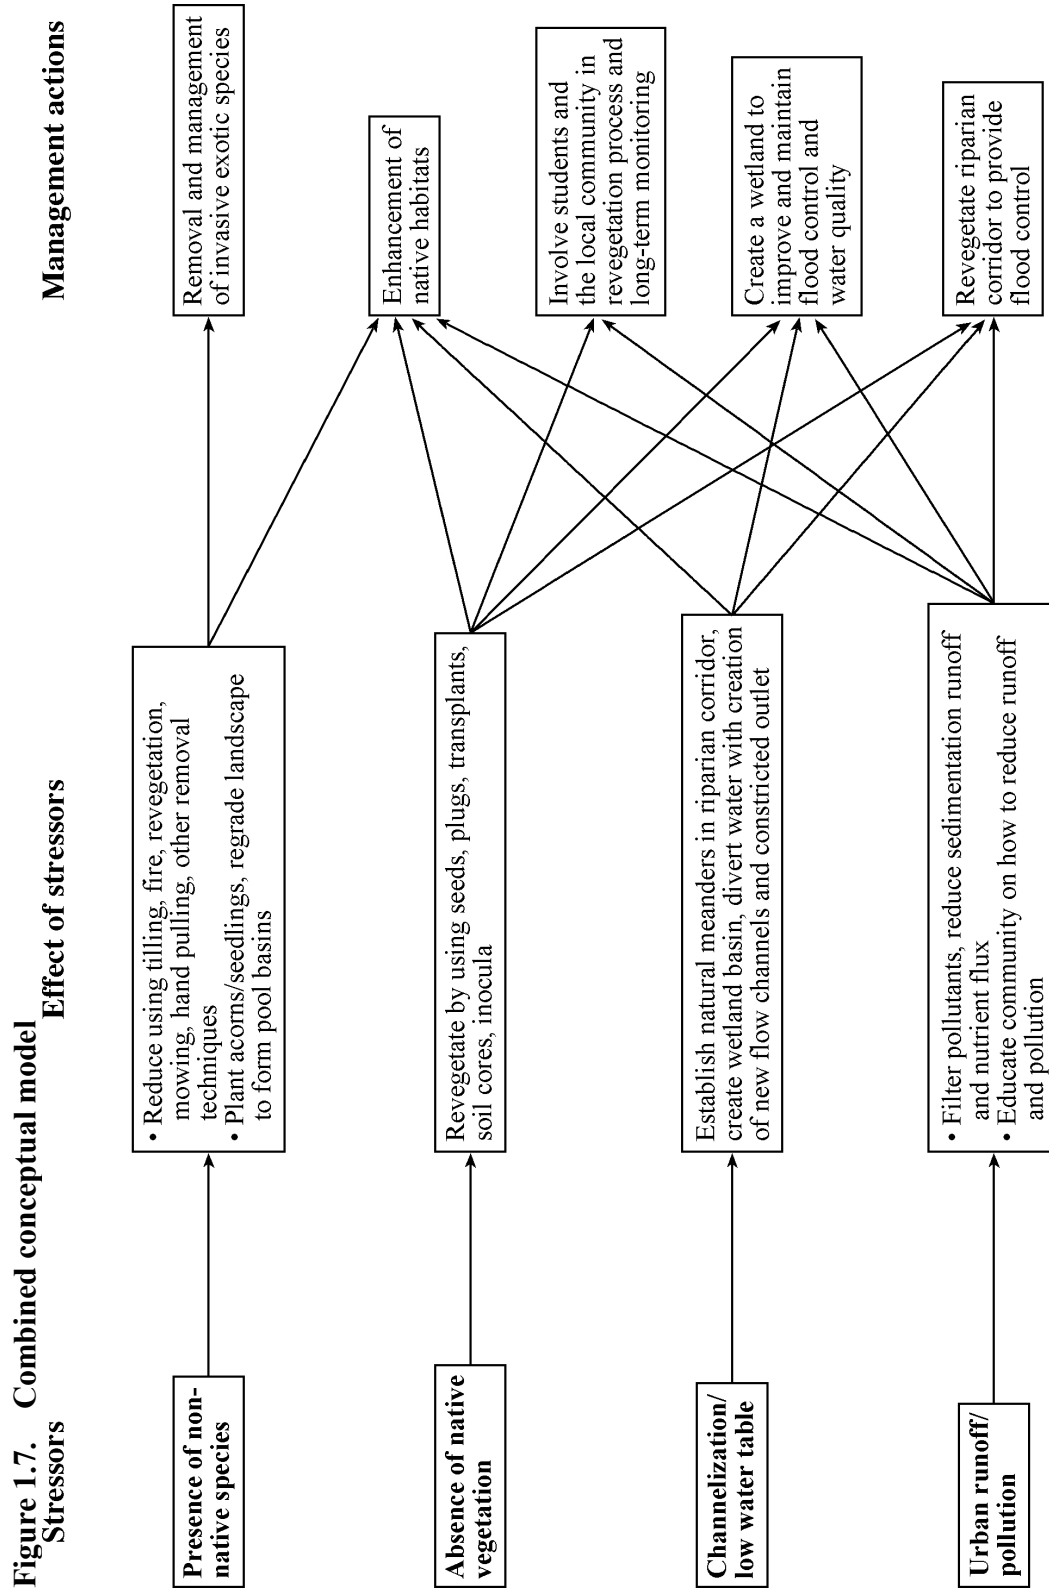 Figure 1.7. Combined conceptual model
Stressors
Effect of stressors
Management actions
Presence of non-
native species
• Reduce using tilling, fire, revegetation,
mowing, hand pulling, other removal
techniques
• Plant acorns/seedlings, regrade landscape
to form pool basins
Removal and management
of invasive exotic species
Enhancement of
native habitats
Absence of native
vegetation
Revegetate by using seeds, plugs, transplants,
soil cores, inocula
Involve students and
the local community in
revegetation process and
long-term monitoring
Channelization/
low water table
Establish natural meanders in riparian corridor,
create wetland basin, divert water with creation
of new flow channels and constricted outlet
Create a wetland to
improve and maintain
flood control and
water quality
Urban runoff/
pollution
• Filter pollutants, reduce sedimentation runoff
and nutrient flux
• Educate community on how to reduce runoff
and pollution
Revegetate riparian
corridor to provide
flood control